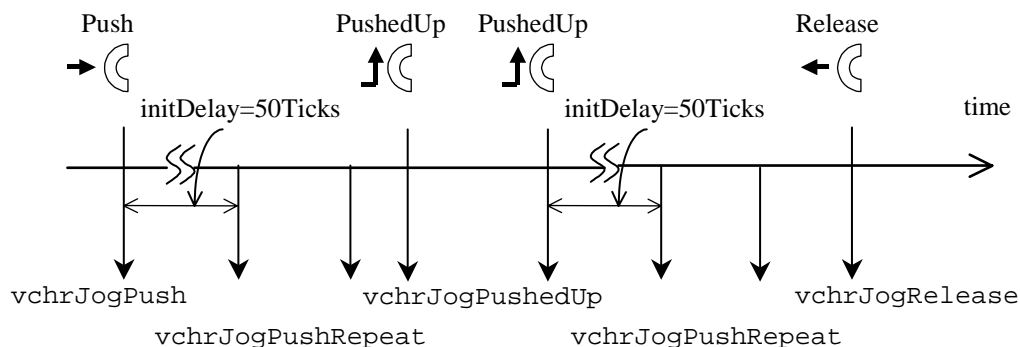 Push PushedUp PushedUp Release
initDelay=50Ticks initDelay=50Ticks time
vchrJogPush vchrJogPushedUp vchrJogRelease
vchrJogPushRepeat vchrJogPushRepeat